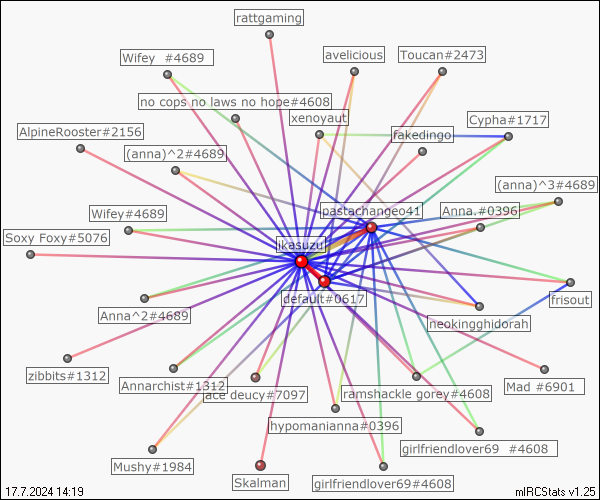 rattgaming
Wifey  #4689
avelicious
Toucan#2473
no cops no laws no hope#4608
xenoyaut
Cypha#1717
AlpineRooster#2156
fakedingo
(anna)^2#4689
(anna)^3#4689
Wifey#4689
pastachangeo41
Anna.#0396
Soxy Foxy#5076
ikasuzu
default#0617
frisout
Anna^2#4689
neokingghidorah
zibbits#1312
Annarchist#1312
ace deucy#7097
ramshackle gorey#4608
Mad #6901
hypomanianna#0396
girlfriendlover69  #4608
Mushy#1984
Skalman
girlfriendlover69#4608
17.7.2024 14:19
mIRCStats v1.25